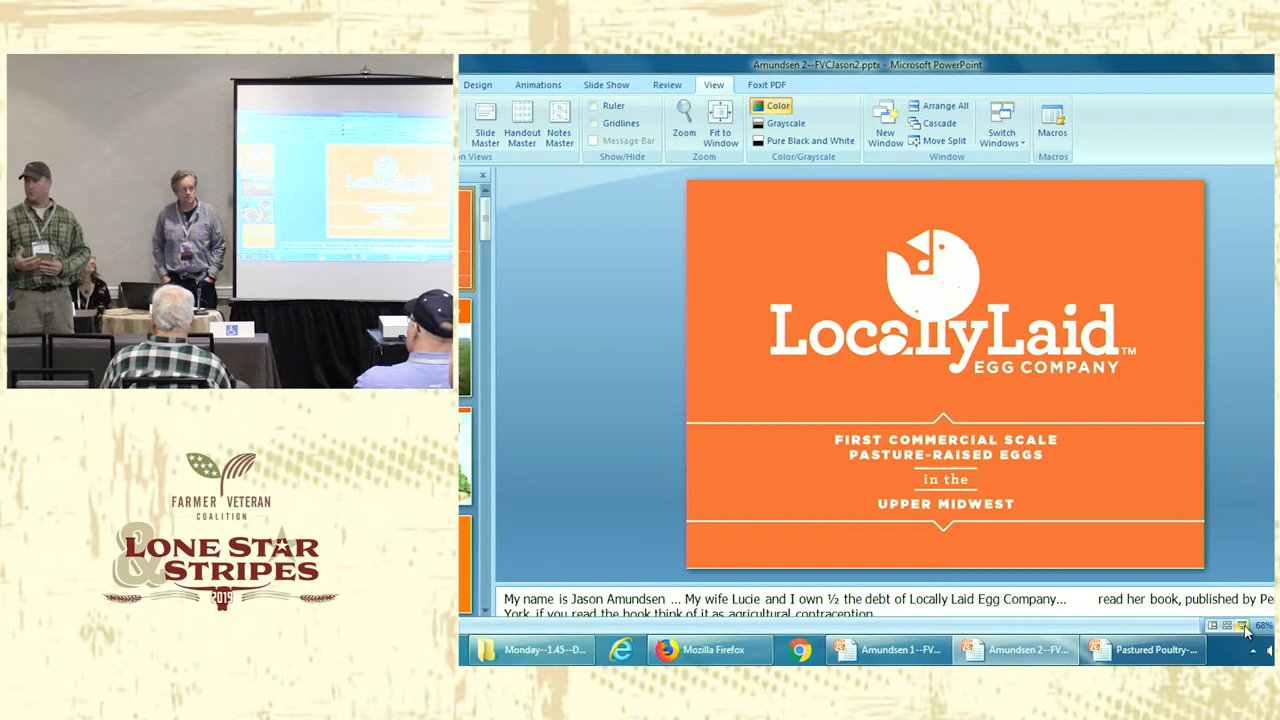 Amundsen 2--FVCJason2.pptx - Microsoft PowerPoint
Design Animations Slide Show Review View Foxit PDF
Slide Master
Handout Master
Notes Master
Ruler
Gridlines
Message Bar
Show/Hide
Zoom
Fit to Window
Zoom
Color
Grayscale
Pure Black and White
Color/Grayscale
New Window
Arrange All
Cascade
Move Split
Switch Windows
Window
Macros
Macros
LocallyLaid™
EGG COMPANY
FIRST COMMERCIAL SCALE
PASTURE-RAISED EGGS
in the
UPPER MIDWEST
My name is Jason Amundsen ... My wife Lucie and I own ½ the debt of Locally Laid Egg Company... read her book, published by Pe
York, if you read the book think of it as agricultural contraception
68%
Monday--1.45--D...
Mozilla Firefox
Amundsen 1--FV...
Amundsen 2--FV...
Pastured Poultry-...
FARMER VETERAN
COALITION
LONE STAR
& STRIPES
2019